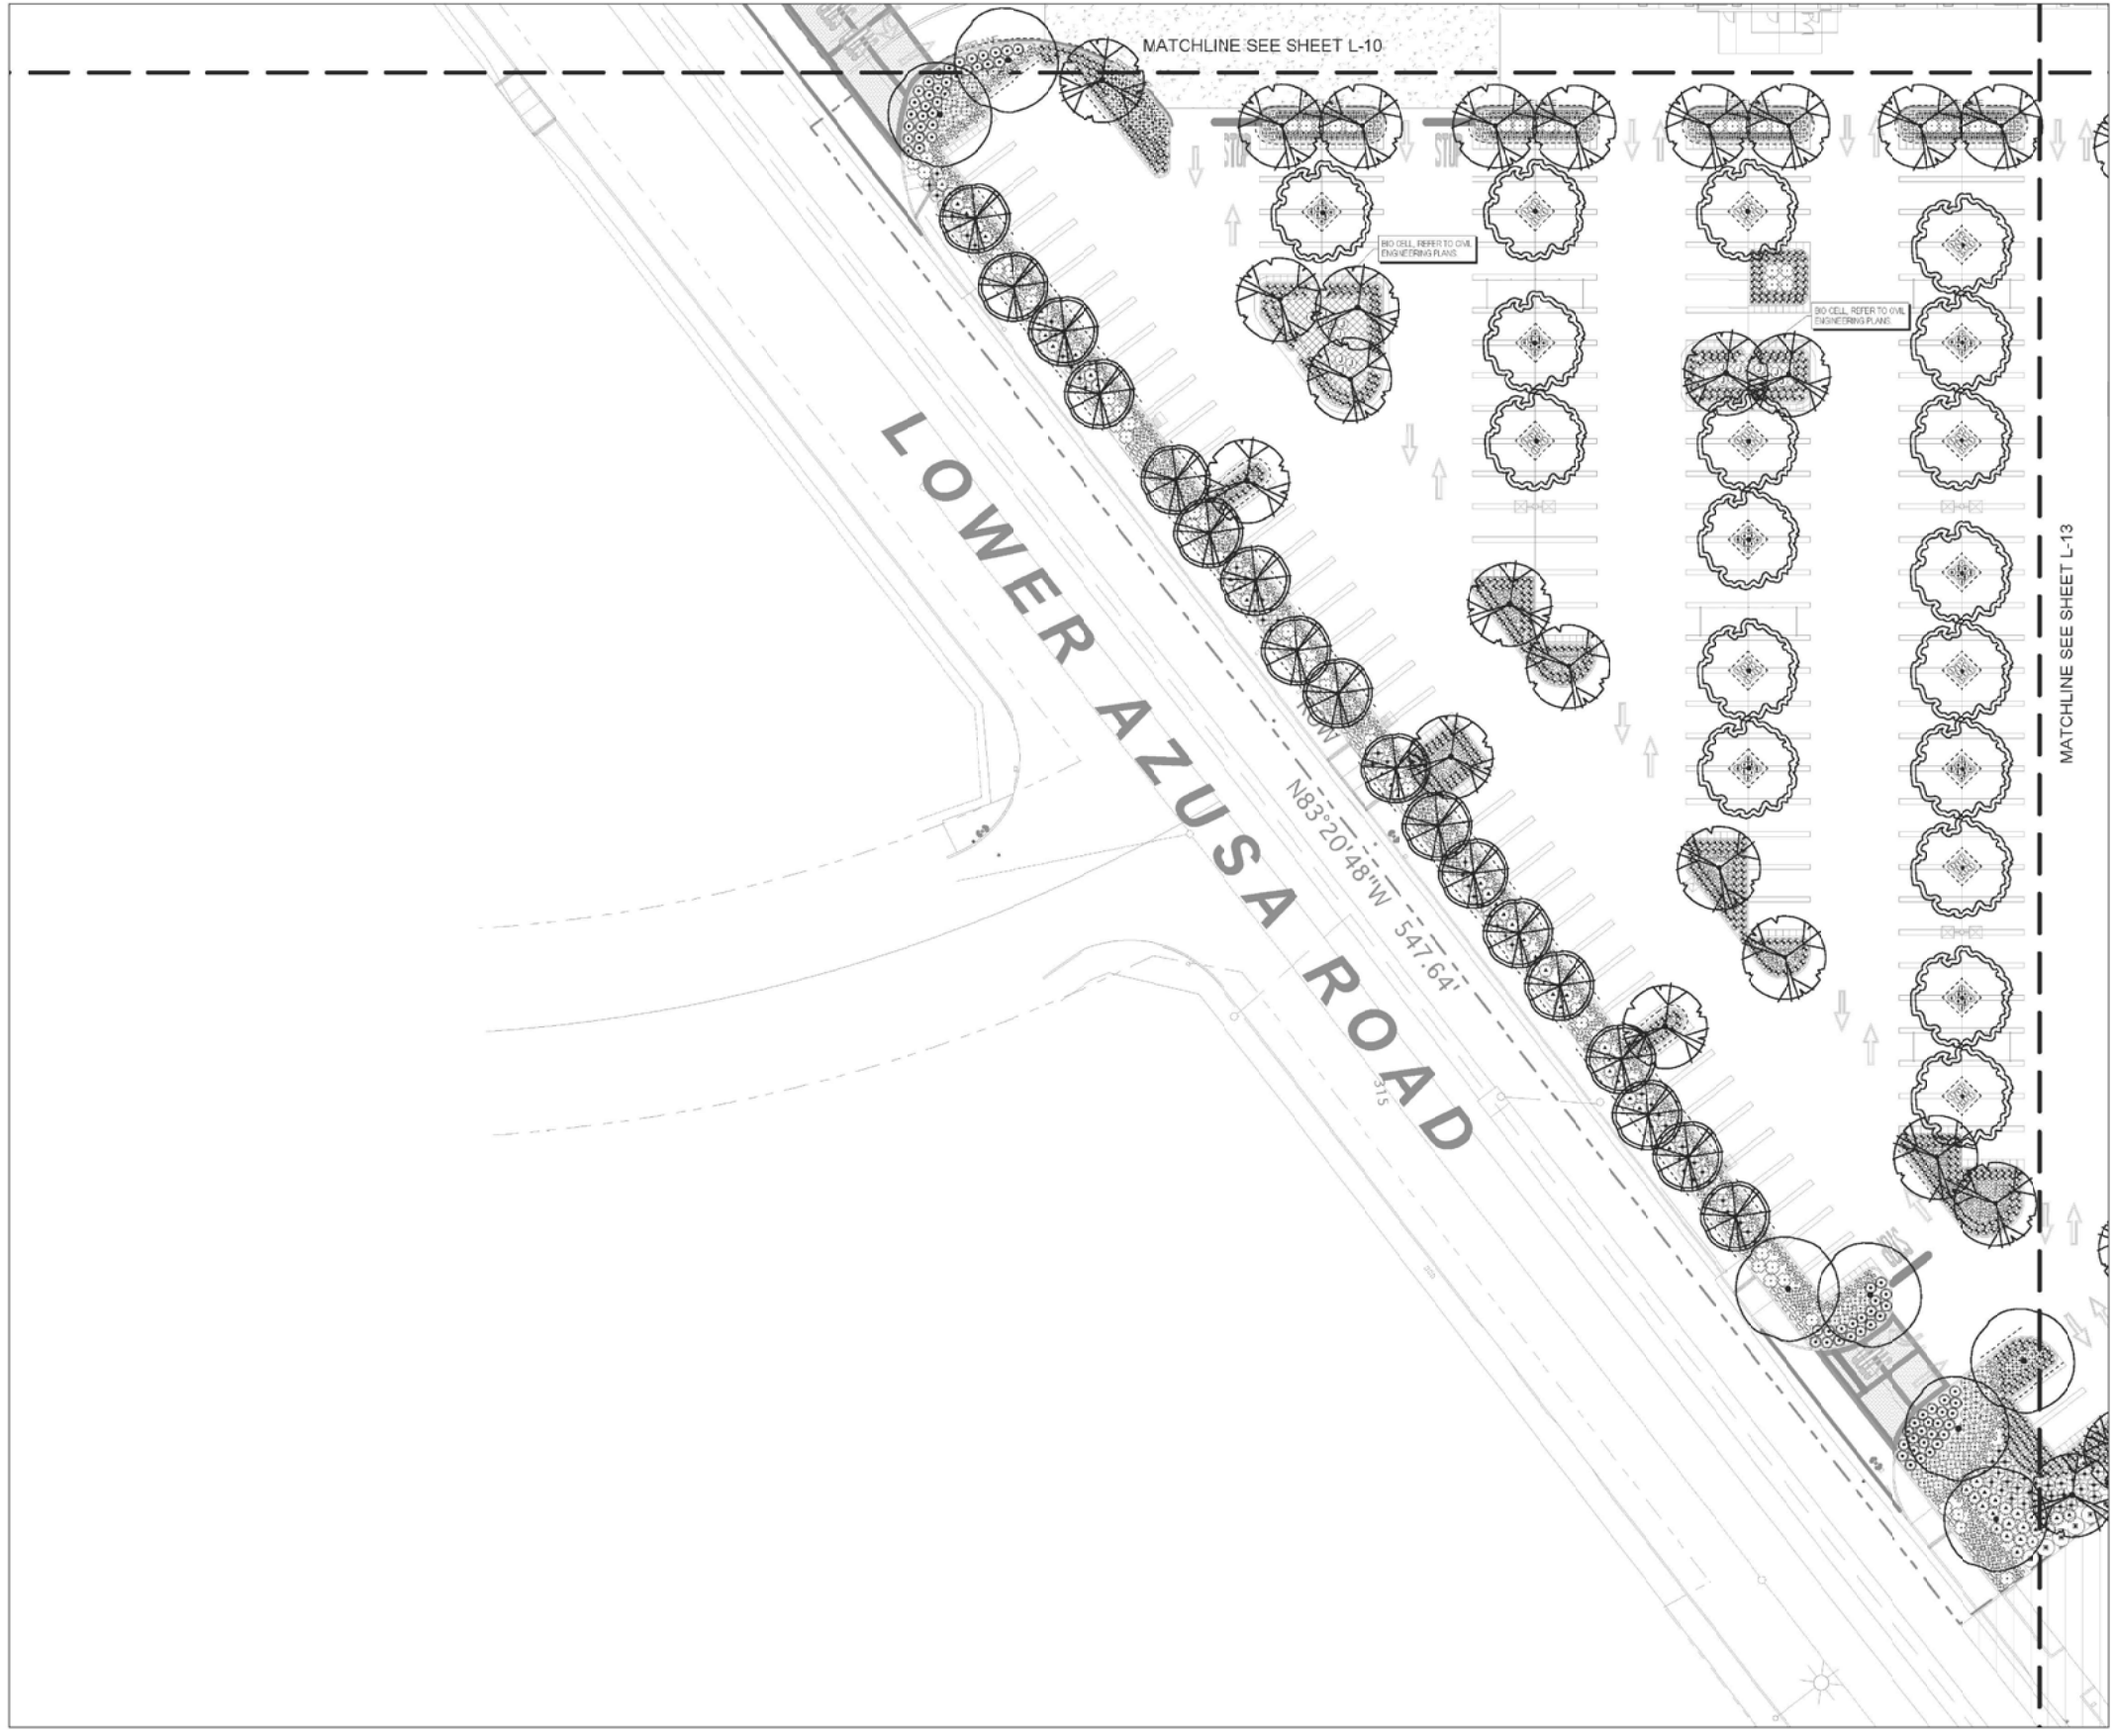 MATCHLINE SEE SHEET L-10
STOP
STOP
BIO CELL, REFER TO CIVIL
ENGINEERING PLANS.
BIO CELL, REFER TO CIVIL
ENGINEERING PLANS.
LOWER AZUSA ROAD
ROW
N83°20'48"W 547.64'
MATCHLINE SEE SHEET L-13
315
STOP